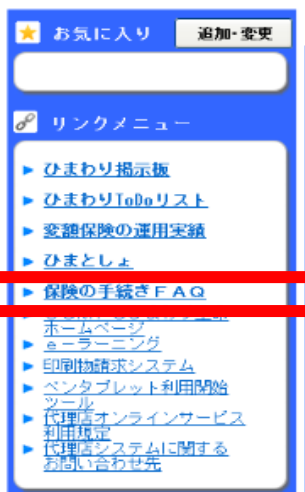 お気に入り
追加・変更
リンクメニュー
ひまわり掲示板
ひまわりToDoリスト
変額保険の運用実績
ひまとしょ
保険の手続きＦＡＱ
ホームページ
ｅ－ラーニング
印刷物請求システム
ペンタブレット利用開始
ツール
代理店オンラインサービス
利用規定
代理店システムに関する
お問い合わせ先